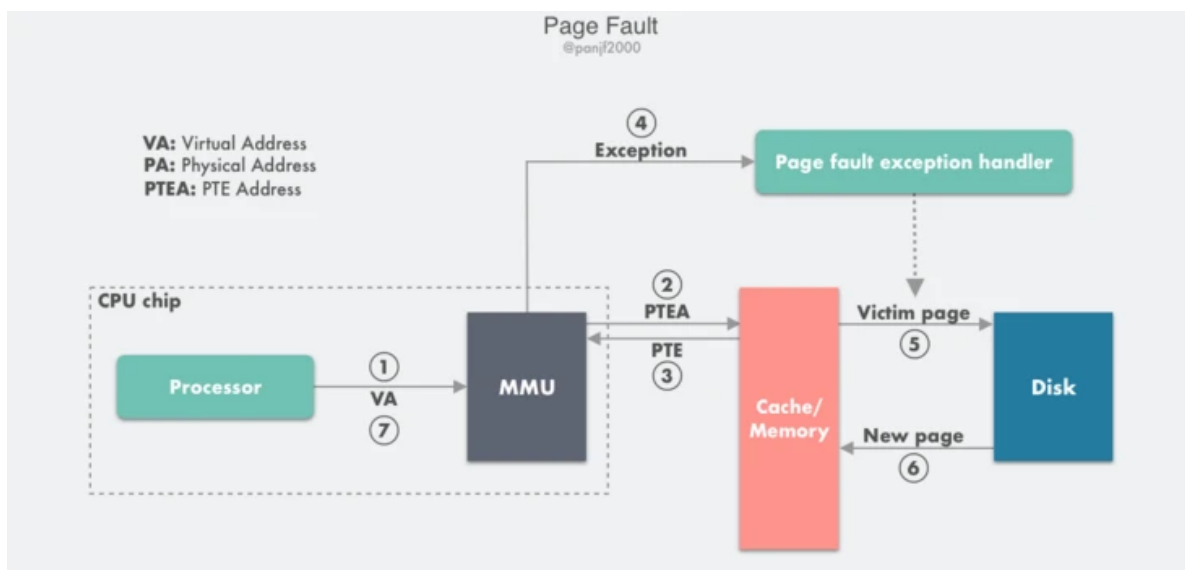 Page Fault
@panjf2000
VA: Virtual Address
PA: Physical Address
PTEA: PTE Address
④
Exception
Page fault exception handler
CPU chip
②
PTEA
PTE
③
Victim page
⑤
Processor
①
VA
⑦
MMU
Cache/
Memory
Disk
New page
⑥